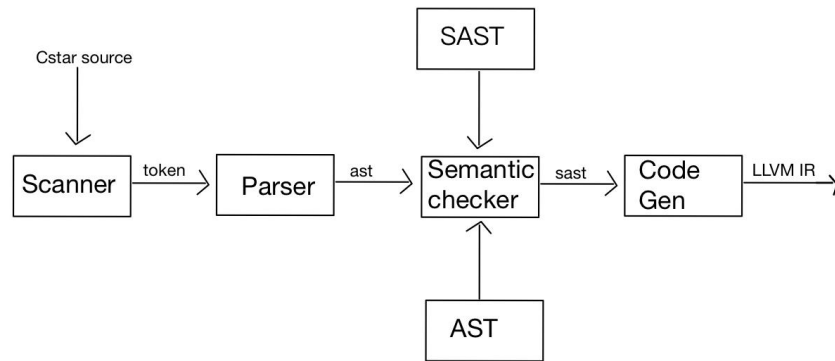 SAST
Cstar source
Scanner
token
Parser
ast
Semantic
checker
sast
Code
Gen
LLVM IR
AST